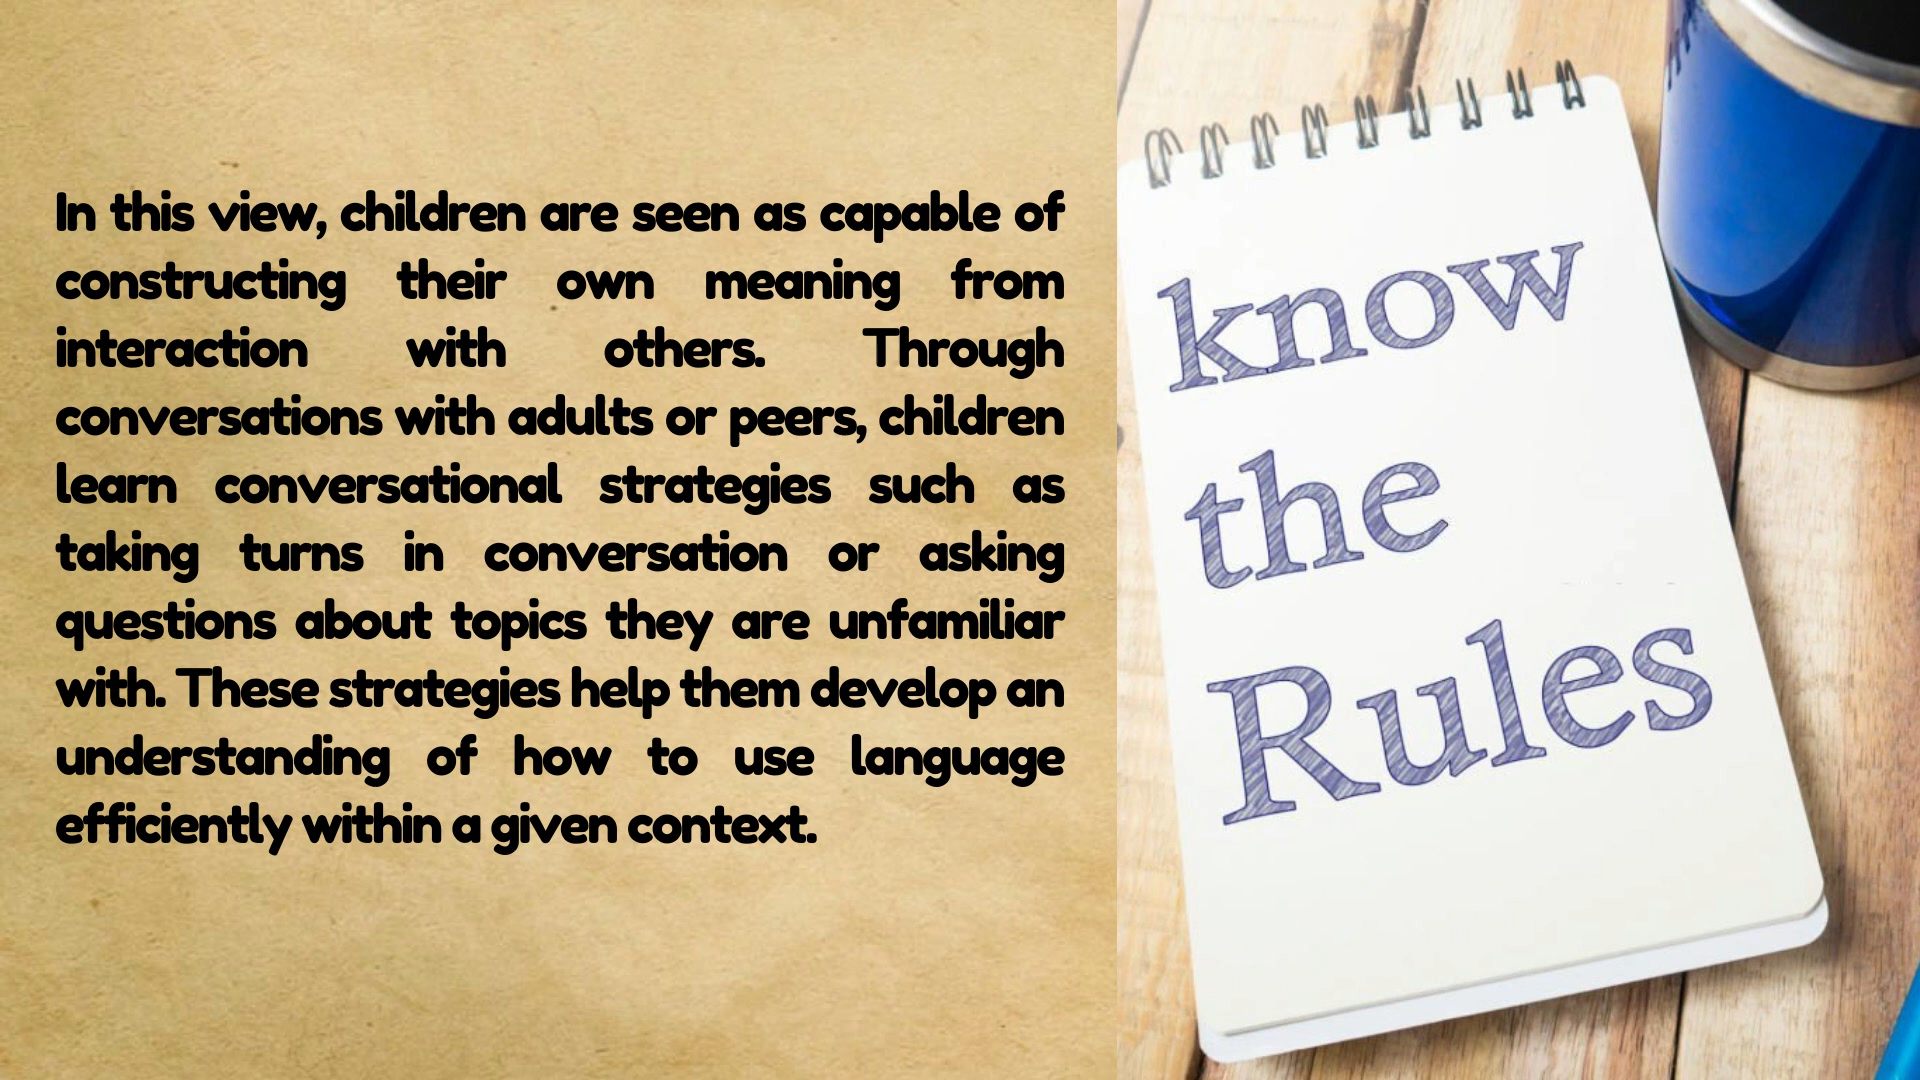 In this view, children are seen as capable of
constructing their own meaning from
interaction with others. Through
conversations with adults or peers, children
learn conversational strategies such as
taking turns in conversation or asking
questions about topics they are unfamiliar
with. These strategies help them develop an
understanding of how to use language
efficiently within a given context.
know
the
Rules